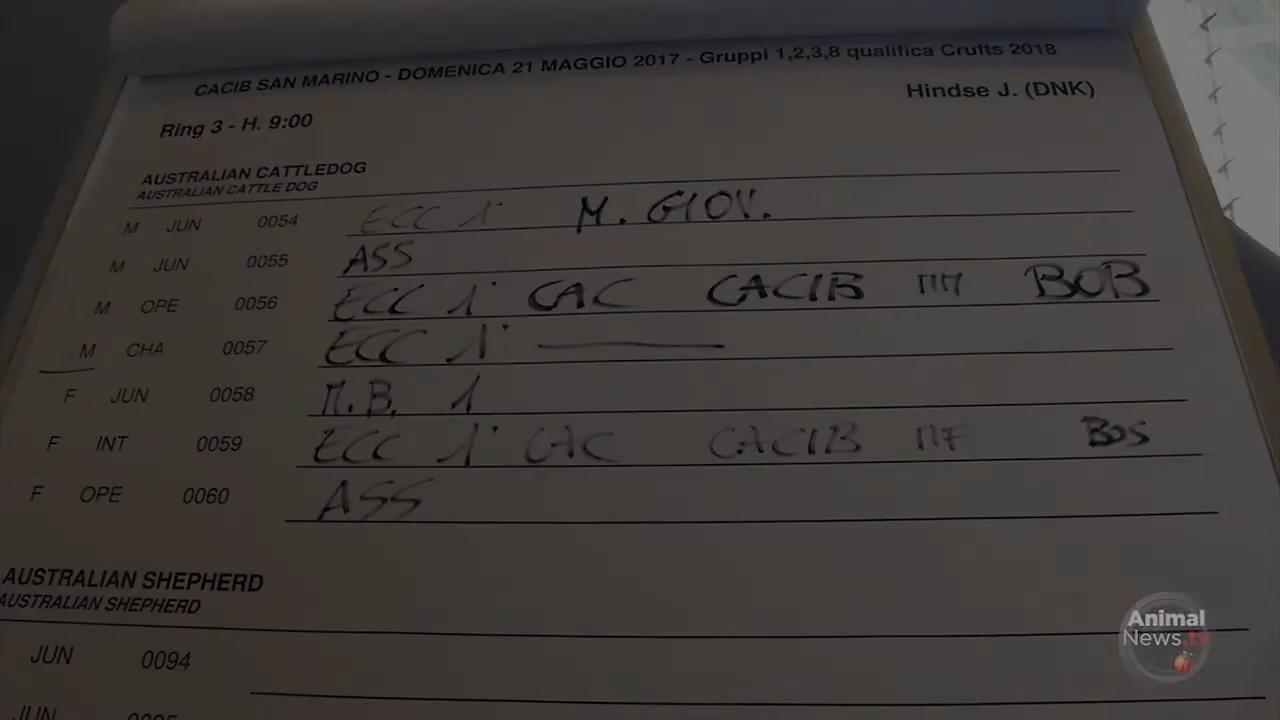 CACIB SAN MARINO - DOMENICA 21 MAGGIO 2017 - Gruppi 1,2,3,8 qualifica Crufts 2018
Hindse J. (DNK)
Ring 3 - H. 9:00
AUSTRALIAN CATTLEDOG
AUSTRALIAN CATTLE DOG
M JUN 0054 ECC 1° M. GIOV.
M JUN 0055 ASS
M OPE 0056 ECC 1° CAC CACIB MM BOB
M CHA 0057 ECC 1°
F JUN 0058 M.B. 1
F INT 0059 ECC 1° CAC CACIB MF BOS
F OPE 0060 ASS
AUSTRALIAN SHEPHERD
AUSTRALIAN SHEPHERD
JUN 0094
JUN
Animal
News.tv